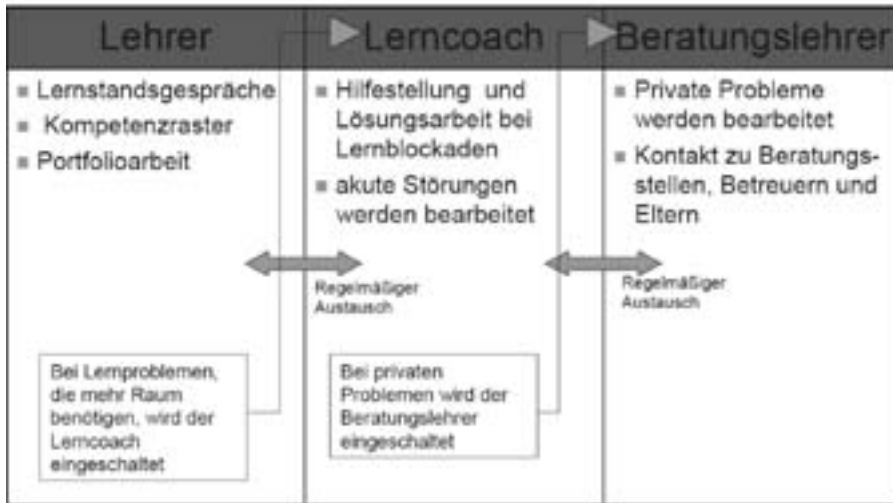 Lehrer
Lerncoach
Beratungslehrer
Lernstandsgespräche
Kompetenzraster
Portfolioarbeit
Hilfestellung und
Lösungsarbeit bei
Lernblockaden
akute Störungen
werden bearbeitet
Private Probleme
werden bearbeitet
Kontakt zu Beratungs-
stellen, Betreuern und
Eltern
Regelmäßiger
Austausch
Regelmäßiger
Austausch
Bei Lernproblemen,
die mehr Raum
benötigen, wird der
Lerncoach
eingeschaltet
Bei privaten
Problemen wird der
Beratungslehrer
eingeschaltet